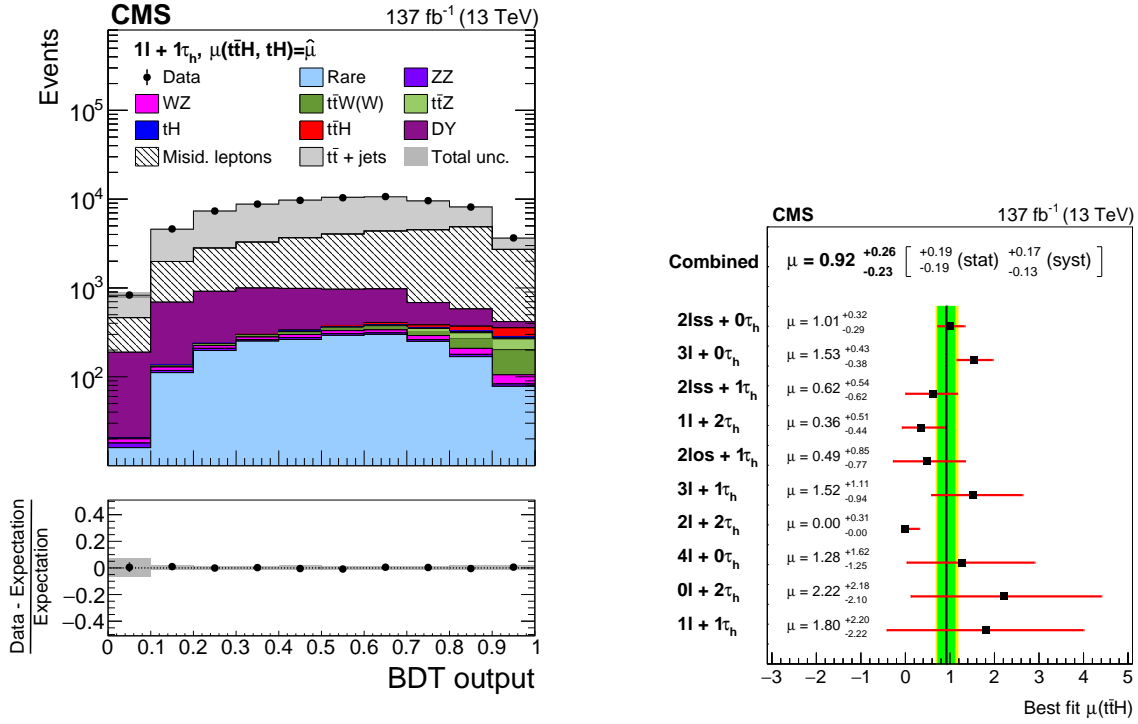 CMS 137 fb⁻¹ (13 TeV)
Events
1l + 1τh, μ(tt̄H, tH)=μ̂
Data Rare ZZ
WZ tt̄W(W) tt̄Z
tH tt̄H DY
Misid. leptons tt̄ + jets Total unc.
10⁵
10⁴
10³
10²
Data - Expectation
Expectation
0.4
0.2
0
−0.2
−0.4
0 0.1 0.2 0.3 0.4 0.5 0.6 0.7 0.8 0.9 1
BDT output
CMS 137 fb⁻¹ (13 TeV)
Combined μ = 0.92 +0.26 -0.23 [ +0.19 -0.19 (stat) +0.17 -0.13 (syst) ]
2lss + 0τh μ = 1.01 +0.32 -0.29
3l + 0τh μ = 1.53 +0.43 -0.38
2lss + 1τh μ = 0.62 +0.54 -0.62
1l + 2τh μ = 0.36 +0.51 -0.44
2los + 1τh μ = 0.49 +0.85 -0.77
3l + 1τh μ = 1.52 +1.11 -0.94
2l + 2τh μ = 0.00 +0.31 -0.00
4l + 0τh μ = 1.28 +1.62 -1.25
0l + 2τh μ = 2.22 +2.18 -2.10
1l + 1τh μ = 1.80 +2.20 -2.22
−3 −2 −1 0 1 2 3 4 5
Best fit μ(tt̄H)